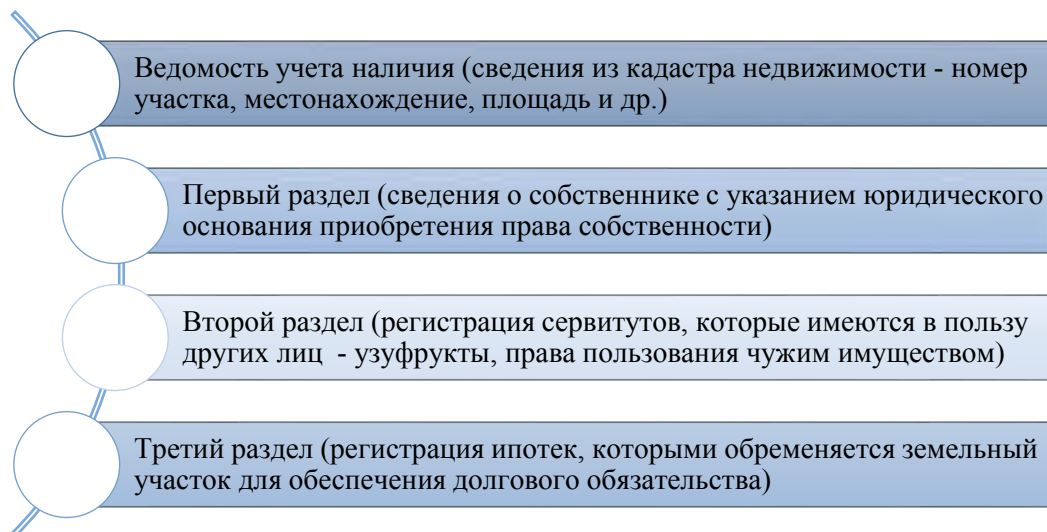 Ведомость учета наличия (сведения из кадастра недвижимости - номер
участка, местонахождение, площадь и др.)
Первый раздел (сведения о собственнике с указанием юридического
основания приобретения права собственности)
Второй раздел (регистрация сервитутов, которые имеются в пользу
других лиц - узуфрукты, права пользования чужим имуществом)
Третий раздел (регистрация ипотек, которыми обременяется земельный
участок для обеспечения долгового обязательства)